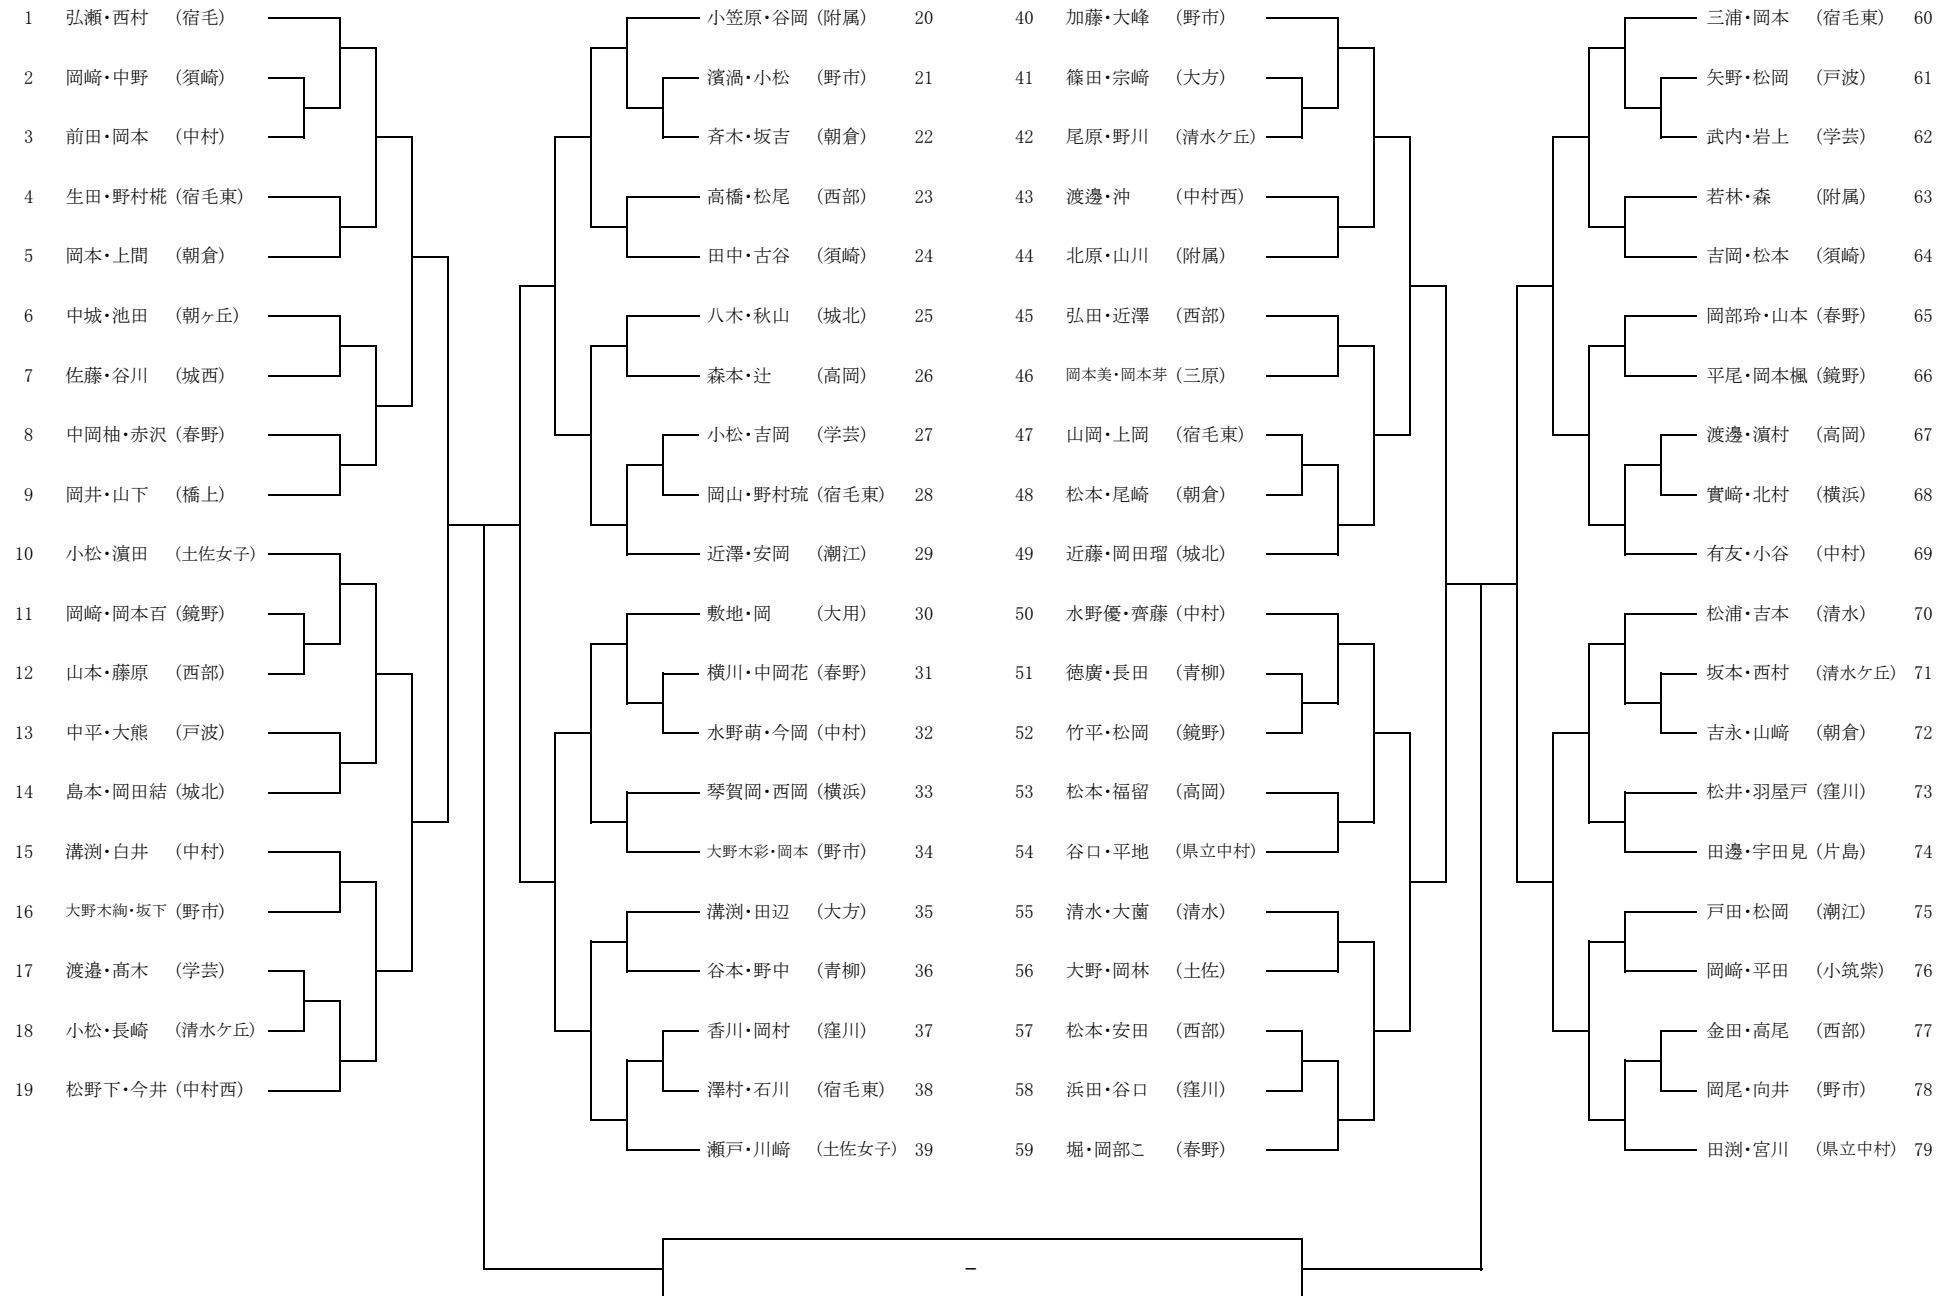 1 弘瀬・西村 (宿毛)
2 岡﨑・中野 (須崎)
3 前田・岡本 (中村)
4 生田・野村椛 (宿毛東)
5 岡本・上間 (朝倉)
6 中城・池田 (朝ヶ丘)
7 佐藤・谷川 (城西)
8 中岡柚・赤沢 (春野)
9 岡井・山下 (橋上)
10 小松・濵田 (土佐女子)
11 岡﨑・岡本百 (鏡野)
12 山本・藤原 (西部)
13 中平・大熊 (戸波)
14 島本・岡田結 (城北)
15 溝渕・白井 (中村)
16 大野木絢・坂下 (野市)
17 渡邉・髙木 (学芸)
18 小松・長崎 (清水ケ丘)
19 松野下・今井 (中村西)
小笠原・谷岡 (附属) 20
濱渦・小松 (野市) 21
斉木・坂吉 (朝倉) 22
高橋・松尾 (西部) 23
田中・古谷 (須崎) 24
八木・秋山 (城北) 25
森本・辻 (高岡) 26
小松・吉岡 (学芸) 27
岡山・野村琉 (宿毛東) 28
近澤・安岡 (潮江) 29
敷地・岡 (大用) 30
横川・中岡花 (春野) 31
水野萌・今岡 (中村) 32
琴賀岡・西岡 (横浜) 33
大野木彩・岡本 (野市) 34
溝渕・田辺 (大方) 35
谷本・野中 (青柳) 36
香川・岡村 (窪川) 37
澤村・石川 (宿毛東) 38
瀬戸・川﨑 (土佐女子) 39
40 加藤・大峰 (野市)
41 篠田・宗﨑 (大方)
42 尾原・野川 (清水ケ丘)
43 渡邊・沖 (中村西)
44 北原・山川 (附属)
45 弘田・近澤 (西部)
46 岡本美・岡本芽 (三原)
47 山岡・上岡 (宿毛東)
48 松本・尾崎 (朝倉)
49 近藤・岡田瑠 (城北)
50 水野優・齊藤 (中村)
51 徳廣・長田 (青柳)
52 竹平・松岡 (鏡野)
53 松本・福留 (高岡)
54 谷口・平地 (県立中村)
55 清水・大薗 (清水)
56 大野・岡林 (土佐)
57 松本・安田 (西部)
58 浜田・谷口 (窪川)
59 堀・岡部こ (春野)
三浦・岡本 (宿毛東) 60
矢野・松岡 (戸波) 61
武内・岩上 (学芸) 62
若林・森 (附属) 63
吉岡・松本 (須崎) 64
岡部玲・山本 (春野) 65
平尾・岡本楓 (鏡野) 66
渡邊・濵村 (高岡) 67
實﨑・北村 (横浜) 68
有友・小谷 (中村) 69
松浦・吉本 (清水) 70
坂本・西村 (清水ケ丘) 71
吉永・山﨑 (朝倉) 72
松井・羽屋戸 (窪川) 73
田邊・宇田見 (片島) 74
戸田・松岡 (潮江) 75
岡﨑・平田 (小筑紫) 76
金田・高尾 (西部) 77
岡尾・向井 (野市) 78
田渕・宮川 (県立中村) 79
－